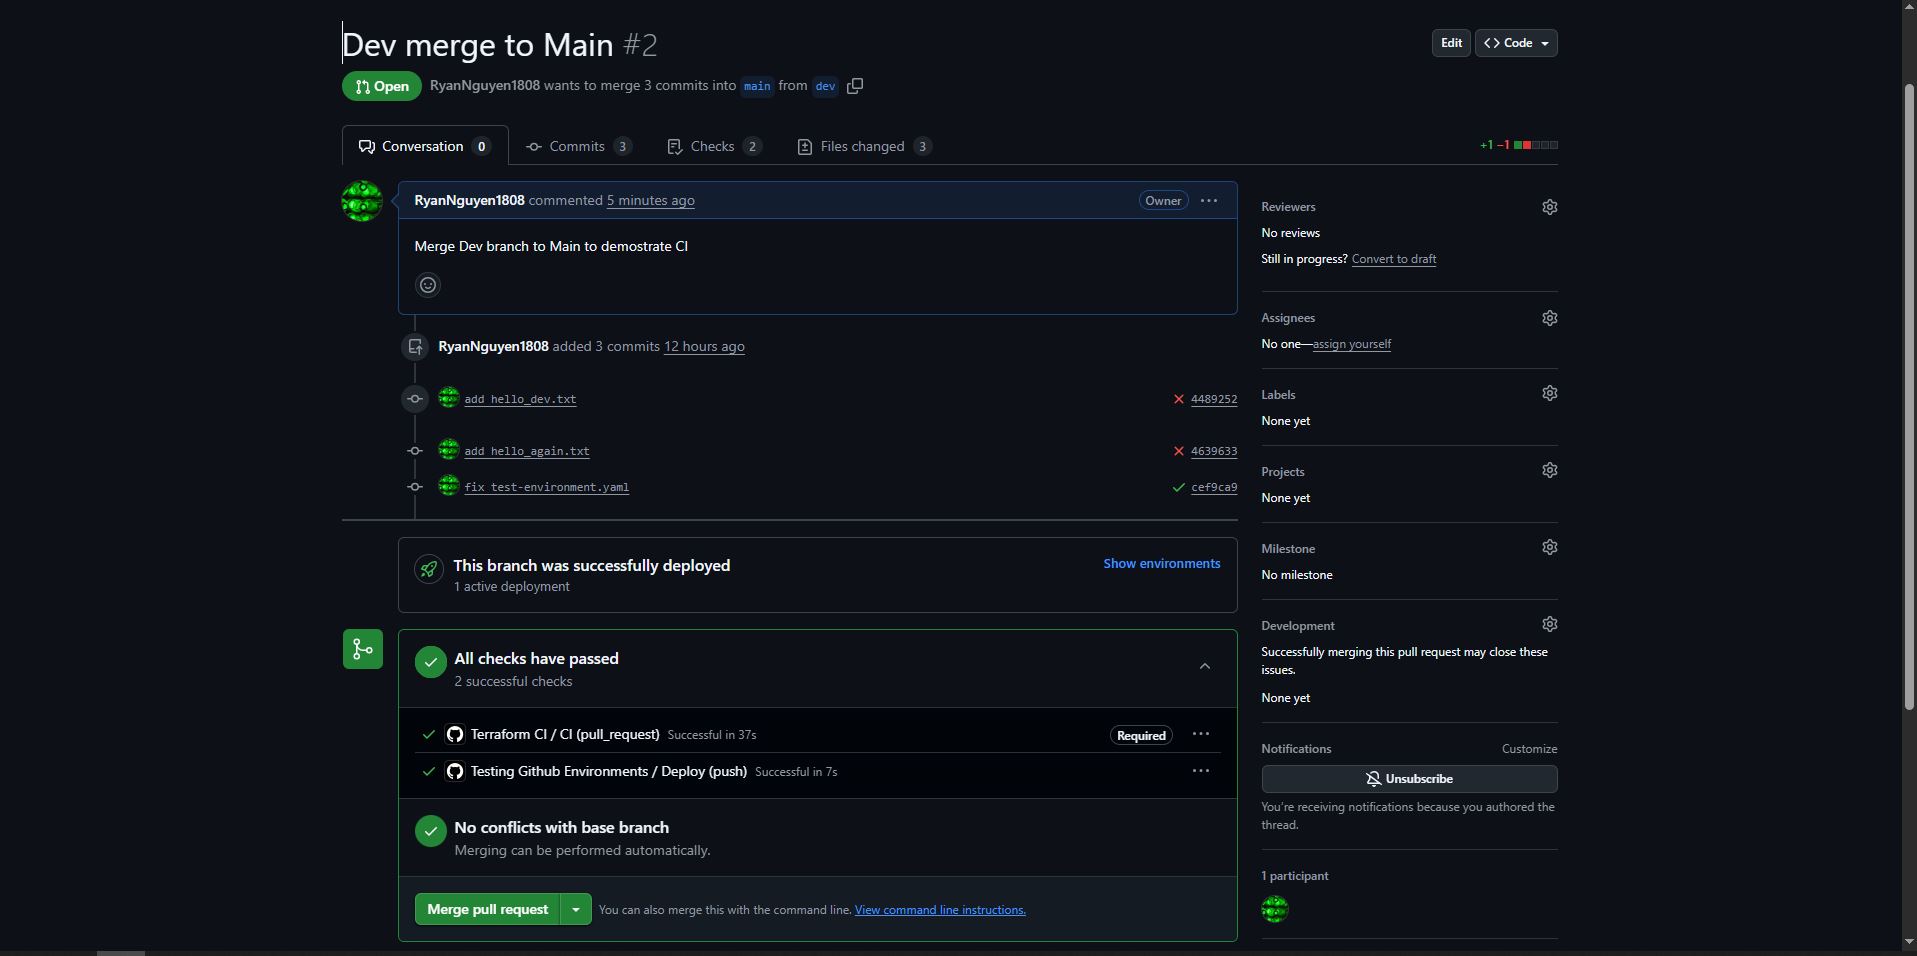 Dev merge to Main #2
Edit
Code
Open
RyanNguyen1808 wants to merge 3 commits into main from dev
Conversation 0
Commits 3
Checks 2
Files changed 3
+1 −1
RyanNguyen1808 commented 5 minutes ago
Owner
Merge Dev branch to Main to demostrate CI
RyanNguyen1808 added 3 commits 12 hours ago
add hello_dev.txt
4489252
add hello_again.txt
4639633
fix test-environment.yaml
cef9ca9
This branch was successfully deployed
1 active deployment
Show environments
All checks have passed
2 successful checks
Terraform CI / CI (pull_request) Successful in 37s
Required
Testing Github Environments / Deploy (push) Successful in 7s
No conflicts with base branch
Merging can be performed automatically.
Merge pull request
You can also merge this with the command line. View command line instructions.
Reviewers
No reviews
Still in progress? Convert to draft
Assignees
No one—assign yourself
Labels
None yet
Projects
None yet
Milestone
No milestone
Development
Successfully merging this pull request may close these
issues.
None yet
Notifications
Customize
Unsubscribe
You're receiving notifications because you authored the
thread.
1 participant